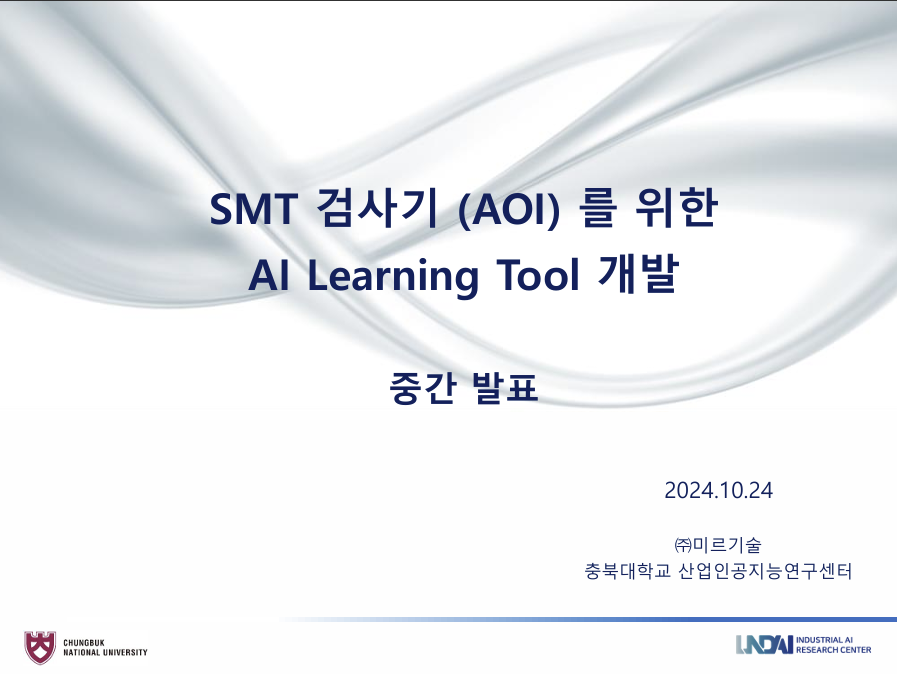 SMT 검사기 (AOI) 를 위한
AI Learning Tool 개발
중간 발표
2024.10.24
㈜미르기술
충북대학교 산업인공지능연구센터
CHUNGBUK
NATIONAL UNIVERSITY
INDAI
INDUSTRIAL AI
RESEARCH CENTER